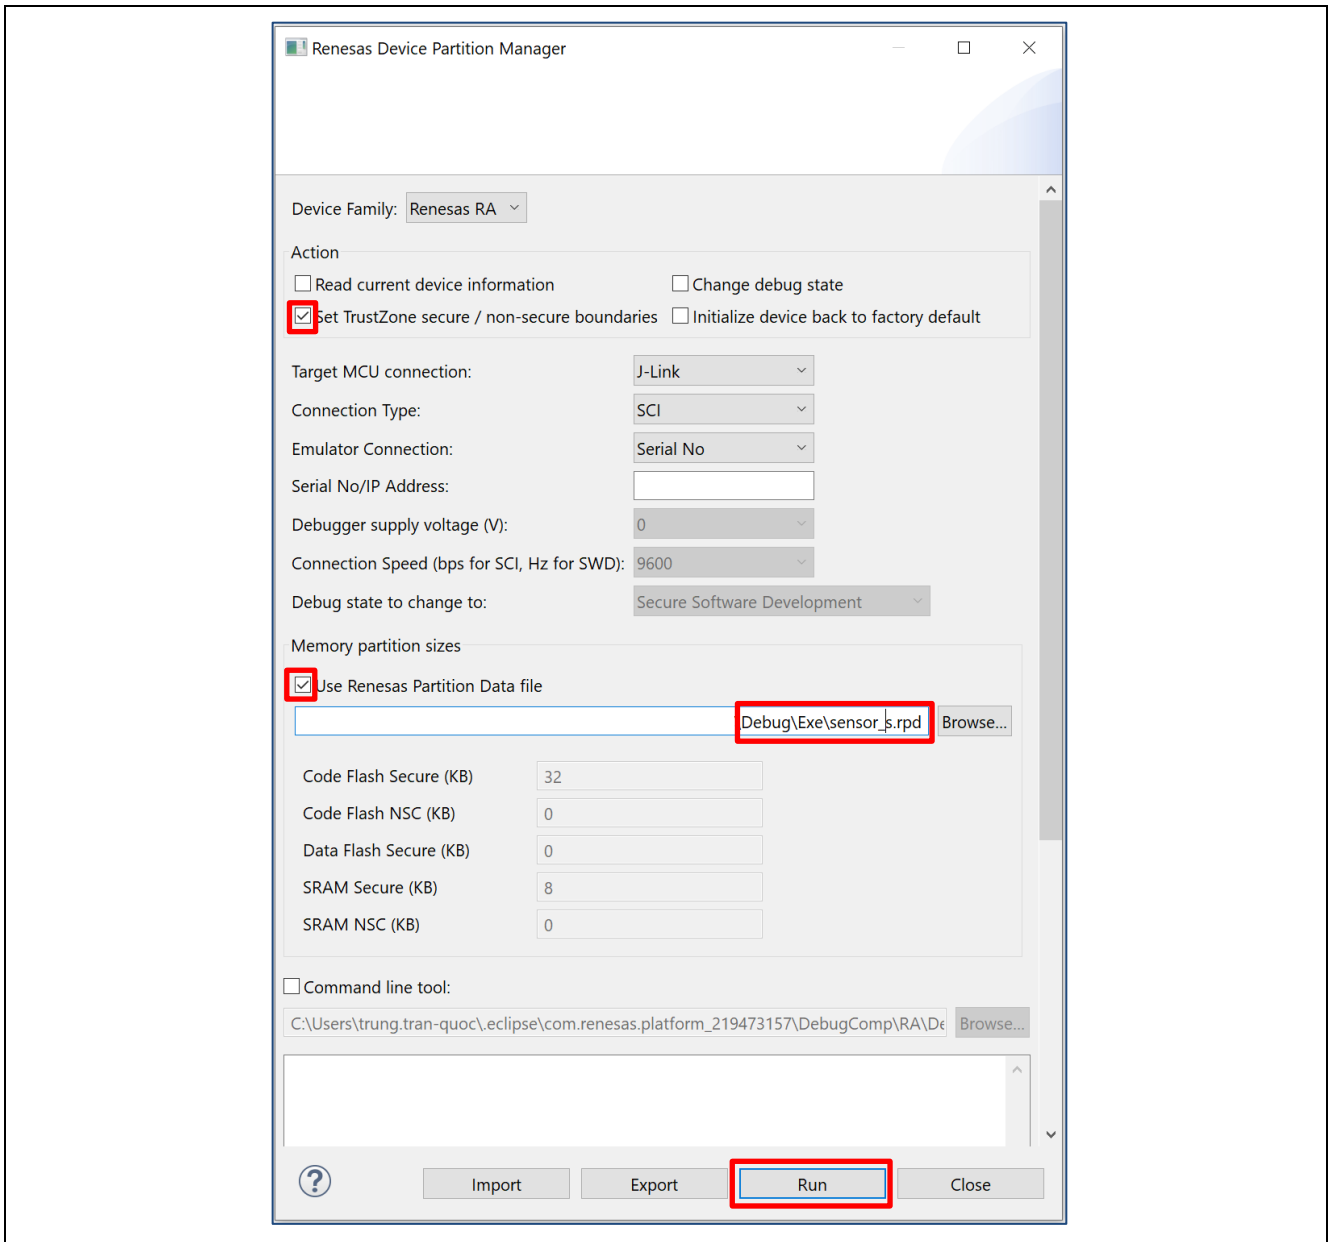 Renesas Device Partition Manager
Device Family: Renesas RA
Action
Read current device information Change debug state
Set TrustZone secure / non-secure boundaries Initialize device back to factory default
Target MCU connection: J-Link
Connection Type: SCI
Emulator Connection: Serial No
Serial No/IP Address:
Debugger supply voltage (V): 0
Connection Speed (bps for SCI, Hz for SWD): 9600
Debug state to change to: Secure Software Development
Memory partition sizes
Use Renesas Partition Data file
\Debug\Exe\sensor_s.rpd Browse...
Code Flash Secure (KB) 32
Code Flash NSC (KB) 0
Data Flash Secure (KB) 0
SRAM Secure (KB) 8
SRAM NSC (KB) 0
Command line tool:
C:\Users\trung.tran-quoc\.eclipse\com.renesas.platform_219473157\DebugComp\RA\De Browse...
? Import Export Run Close